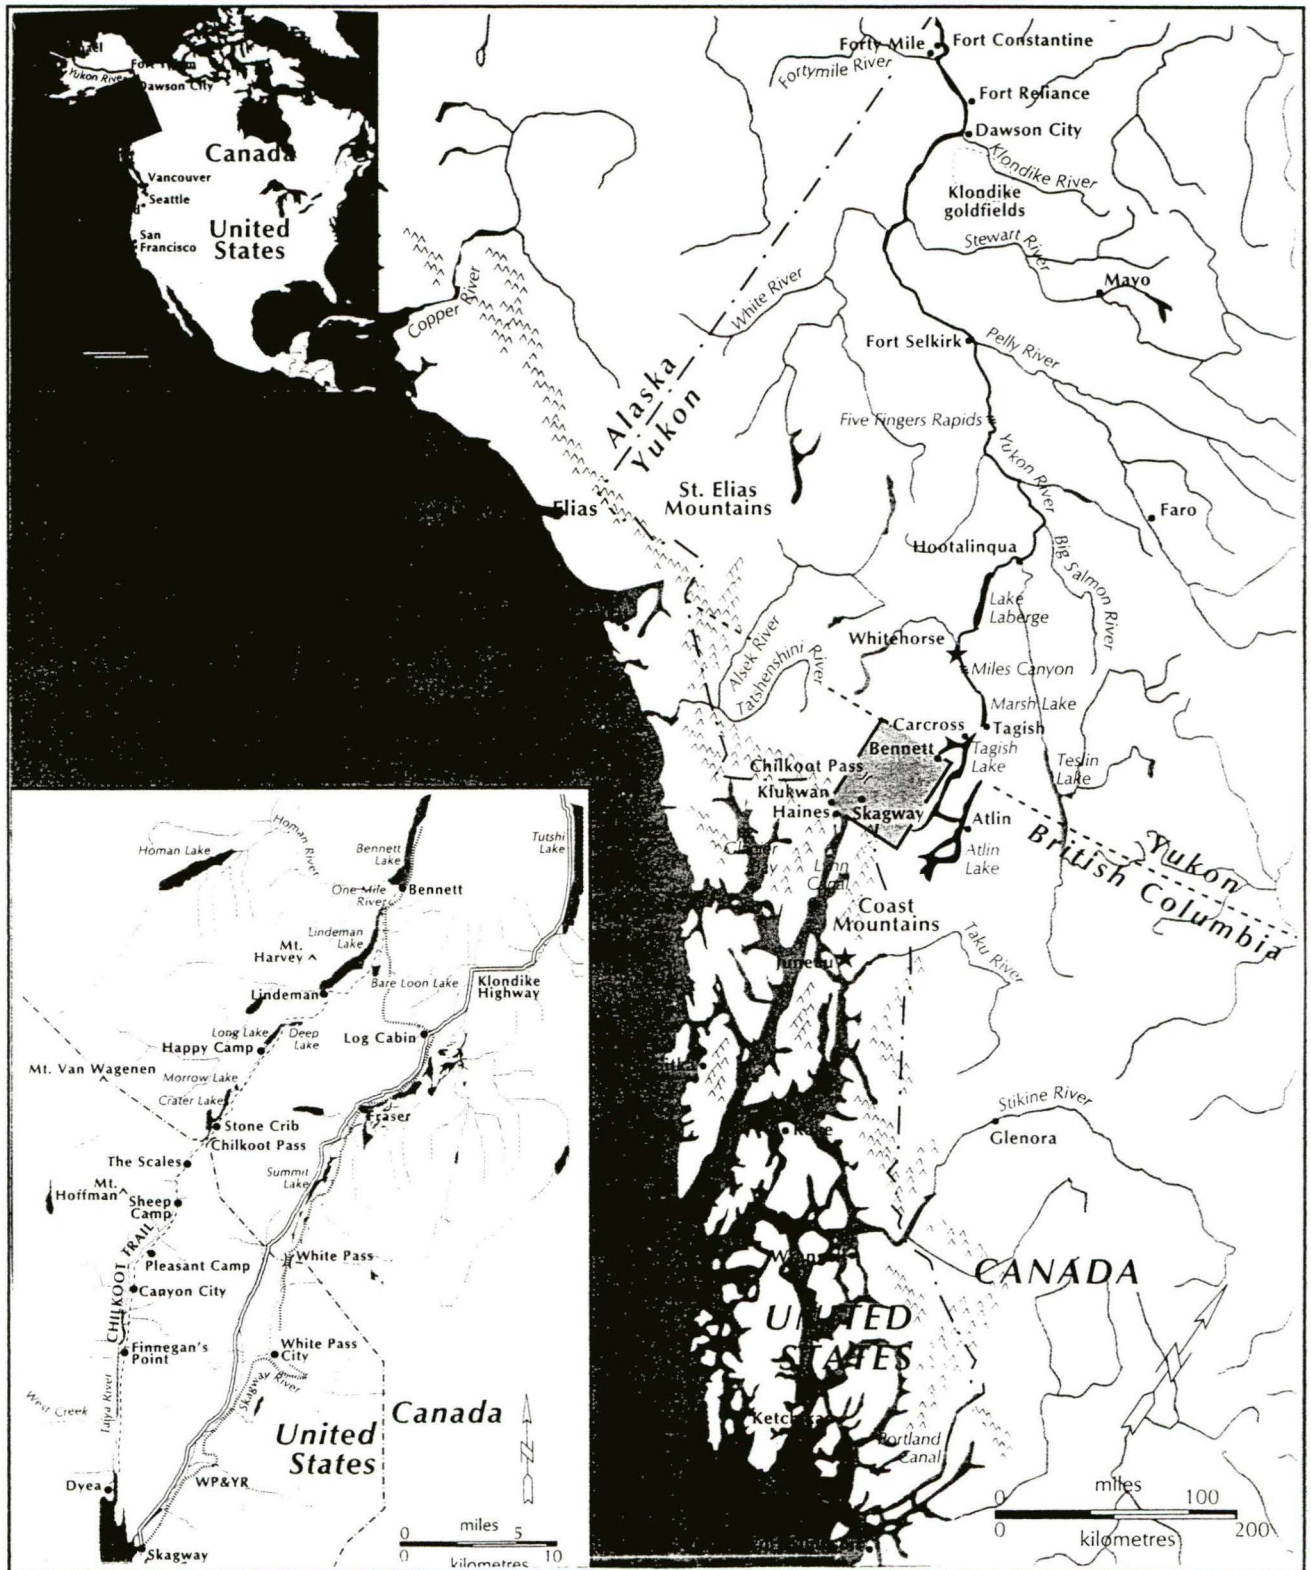 Yukon River
Dawson City
Canada
Vancouver
Seattle
San
Francisco
United
States
Forty Mile
Fort Constantine
Fortymile River
Fort Reliance
Dawson City
Klondike River
Klondike
goldfields
Stewart River
Mayo
Copper River
White River
Fort Selkirk
Pelly River
Alaska
Yukon
Five Fingers Rapids
Yukon River
St. Elias
Mountains
Elias
Faro
Hootalinqua
Big Salmon River
Lake
Laberge
Whitehorse
Miles Canyon
Alsek River
Tatshenshini River
Marsh Lake
Carcross
Tagish
Bennett
Tagish
Lake
Teslin
Lake
Chilkoot Pass
Klukwan
Haines
Skagway
Atlin
Atlin
Lake
Yukon
British Columbia
Bay
Lynn
Canal
Coast
Mountains
Juneau
Taku River
Stikine River
Glenora
CANADA
UNITED
STATES
Portland
Canal
0 miles 100
kilometres 200
Homan Lake
Homan River
Bennett
Lake
Tutshi
Lake
One Mile
River
Bennett
Lindeman
Lake
Mt.
Harvey
Bare Loon Lake
Klondike
Highway
Lindeman
Long Lake
Deep
Lake
Log Cabin
Happy Camp
Mt. Van Wagenen
Morrow Lake
Crater Lake
Fraser
Stone Crib
Chilkoot Pass
The Scales
Summit
Lake
Mt.
Hoffman
Sheep
Camp
CHILKOOT TRAIL
Pleasant Camp
White Pass
Canyon City
Finnegan's
Point
White Pass
City
Skagway River
West Creek
Taiya River
Canada
United
States
N
WP&YR
Dyea
Skagway
0 miles 5
0 kilometres 10